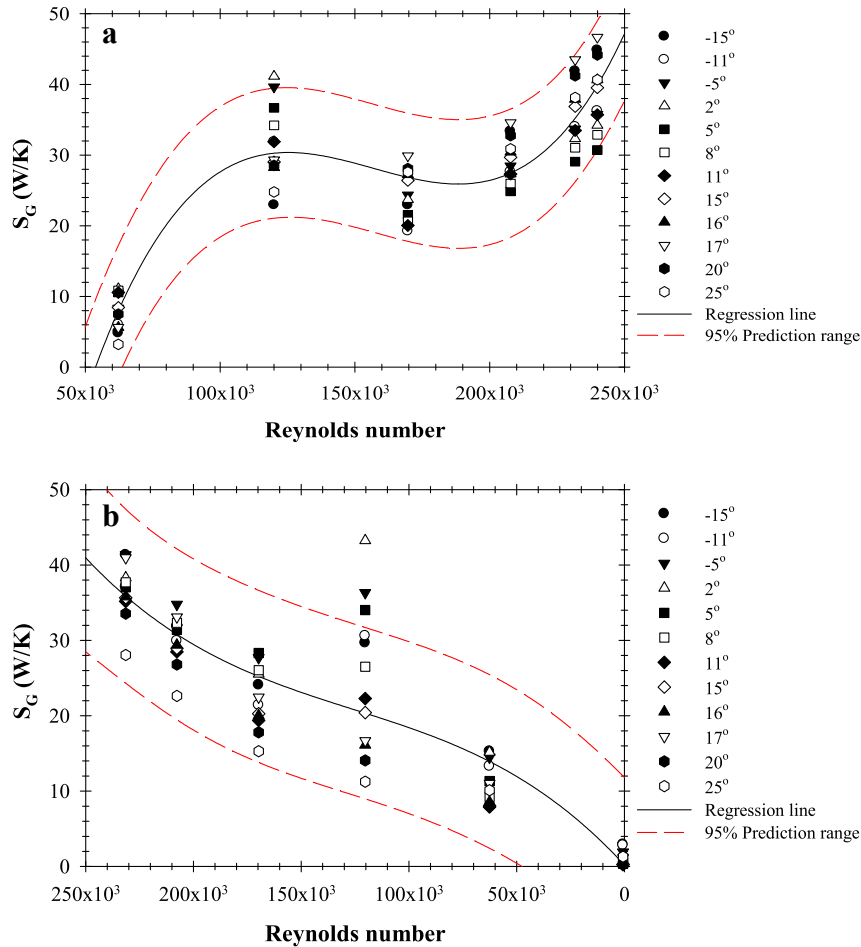 a
50
40
30
20
10
0
S_G (W/K)
50x10³
100x10³
150x10³
200x10³
250x10³
Reynolds number
-15°
-11°
-5°
2°
5°
8°
11°
15°
16°
17°
20°
25°
Regression line
95% Prediction range
b
50
40
30
20
10
0
S_G (W/K)
250x10³
200x10³
150x10³
100x10³
50x10³
0
Reynolds number
-15°
-11°
-5°
2°
5°
8°
11°
15°
16°
17°
20°
25°
Regression line
95% Prediction range